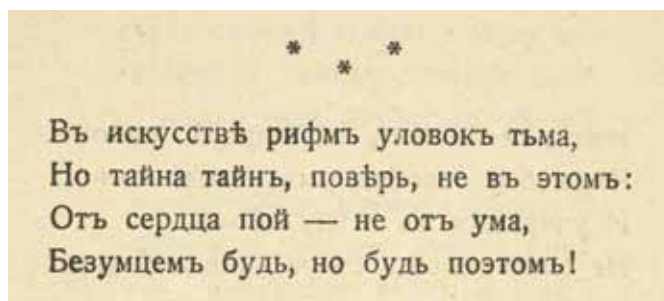 * * *
Въ искусствѣ рифмъ уловокъ тьма,
Но тайна тайнъ, повѣрь, не въ этомъ:
Отъ сердца пой — не отъ ума,
Безумцемъ будь, но будь поэтомъ!